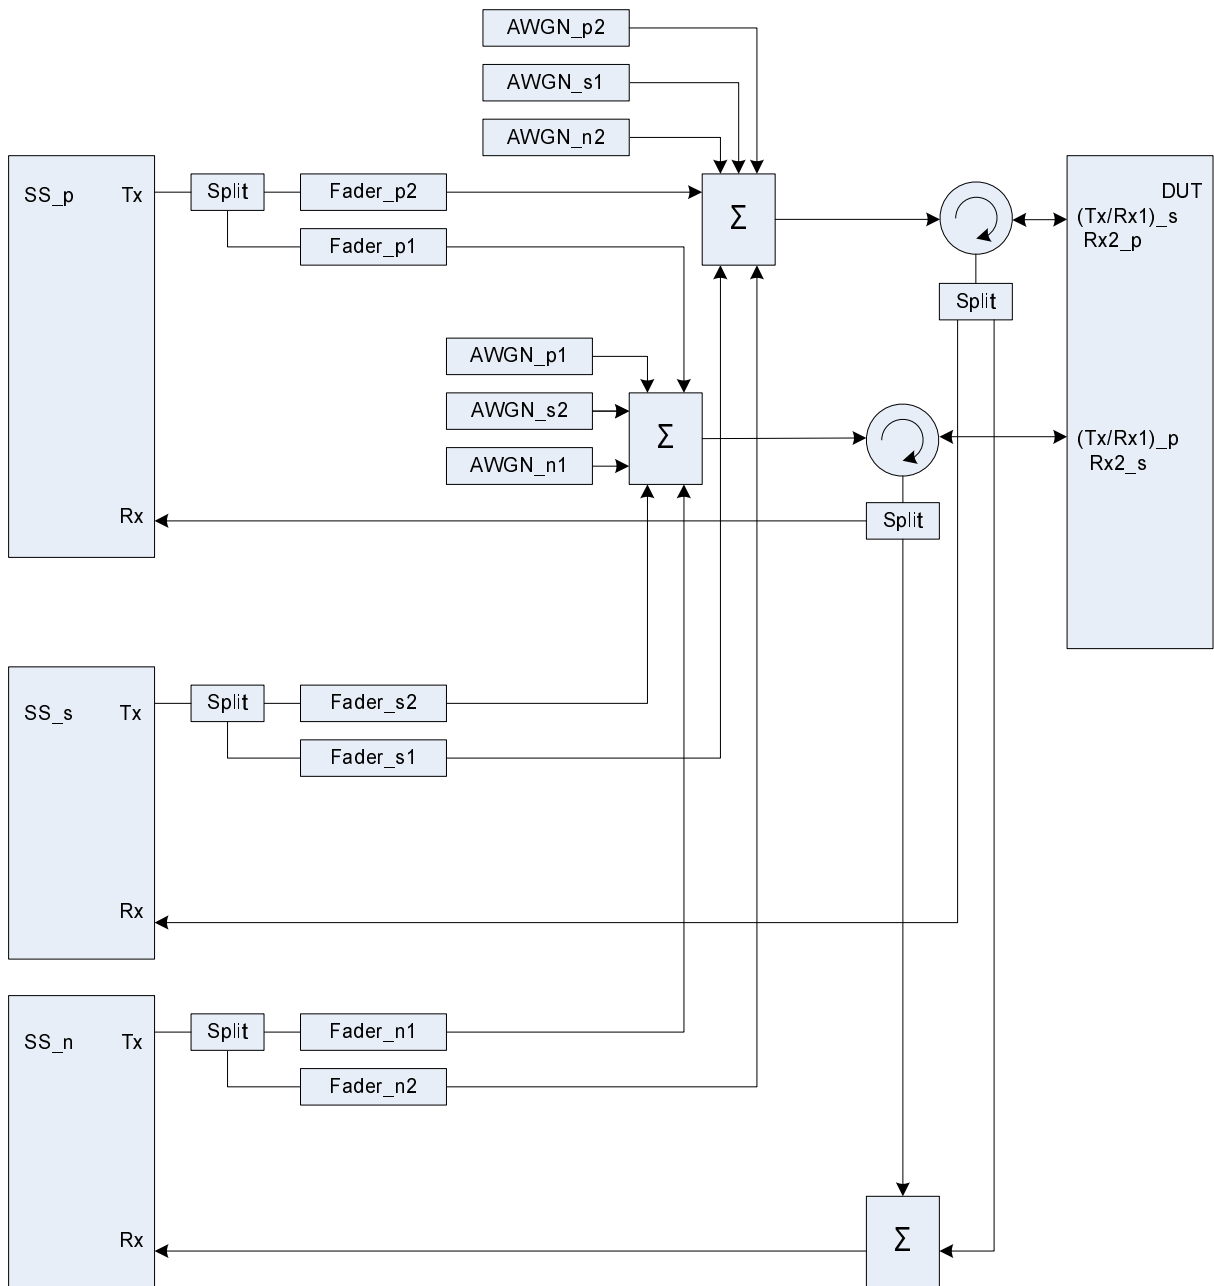 AWGN_p2
AWGN_s1
AWGN_n2
SS_p Tx
Split
Fader_p2
Fader_p1
Σ
DUT
(Tx/Rx1)_s
Rx2_p
Split
AWGN_p1
AWGN_s2
AWGN_n1
Σ
(Tx/Rx1)_p
Rx2_s
Rx
Split
SS_s Tx
Split
Fader_s2
Fader_s1
Rx
SS_n Tx
Split
Fader_n1
Fader_n2
Rx
Σ